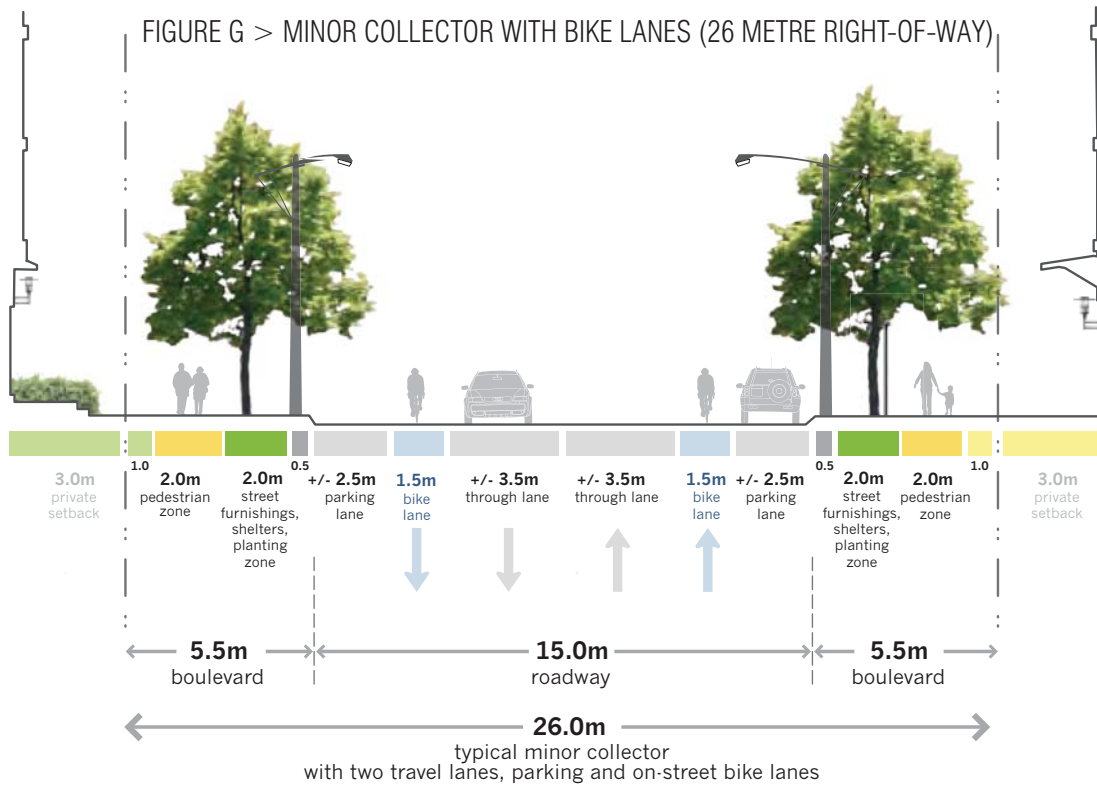 FIGURE G > MINOR COLLECTOR WITH BIKE LANES (26 METRE RIGHT-OF-WAY)
3.0m
private
setback
1.0
2.0m
pedestrian
zone
2.0m
street
furnishings,
shelters,
planting
zone
0.5
+/- 2.5m
parking
lane
1.5m
bike
lane
+/- 3.5m
through lane
+/- 3.5m
through lane
1.5m
bike
lane
+/- 2.5m
parking
lane
0.5
2.0m
street
furnishings,
shelters,
planting
zone
2.0m
pedestrian
zone
1.0
3.0m
private
setback
5.5m
boulevard
15.0m
roadway
5.5m
boulevard
26.0m
typical minor collector
with two travel lanes, parking and on-street bike lanes